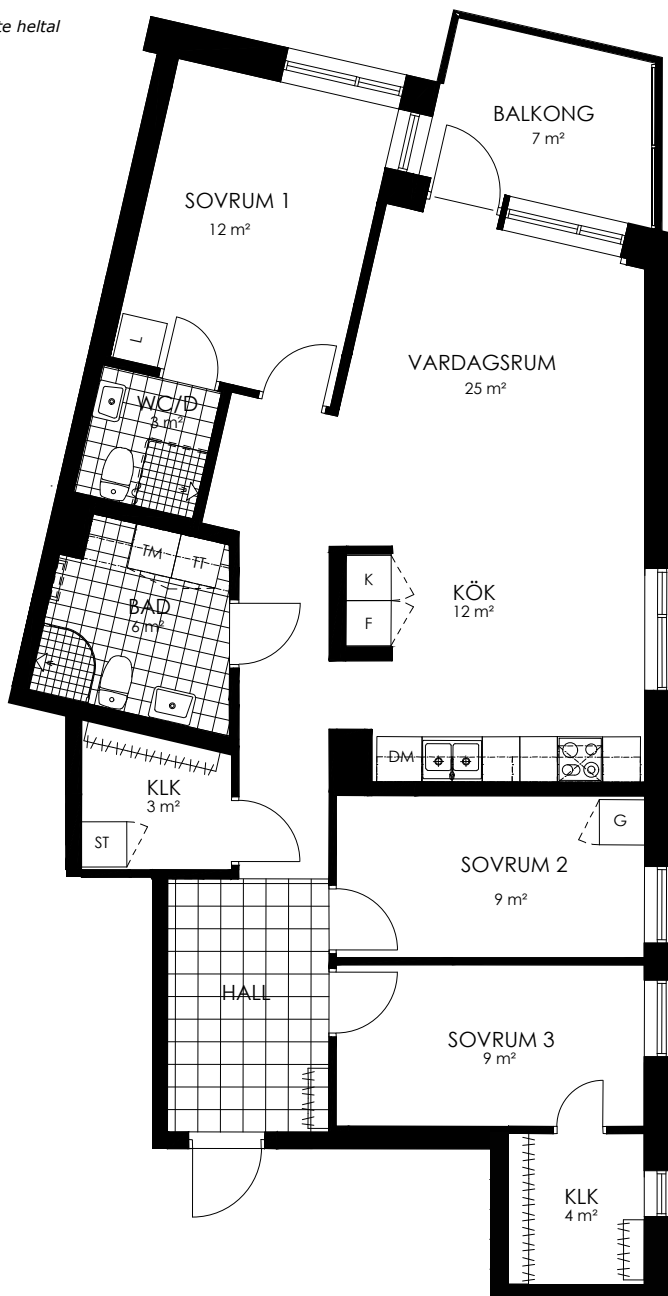 te heltal
BALKONG
7 m²
SOVRUM 1
12 m²
L
VARDAGSRUM
25 m²
WC/D
3 m²
TM
TT
K
F
KÖK
12 m²
BAD
6 m²
DM
KLK
3 m²
ST
G
SOVRUM 2
9 m²
HALL
SOVRUM 3
9 m²
KLK
4 m²